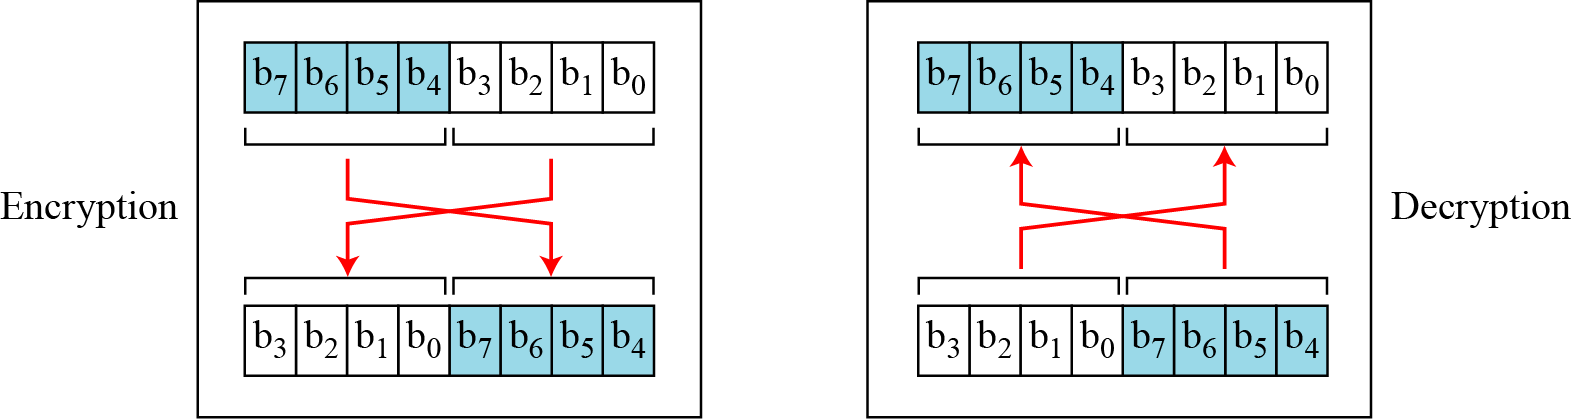 b₇ b₆ b₅ b₄ b₃ b₂ b₁ b₀
b₇ b₆ b₅ b₄ b₃ b₂ b₁ b₀
Encryption
Decryption
b₃ b₂ b₁ b₀ b₇ b₆ b₅ b₄
b₃ b₂ b₁ b₀ b₇ b₆ b₅ b₄